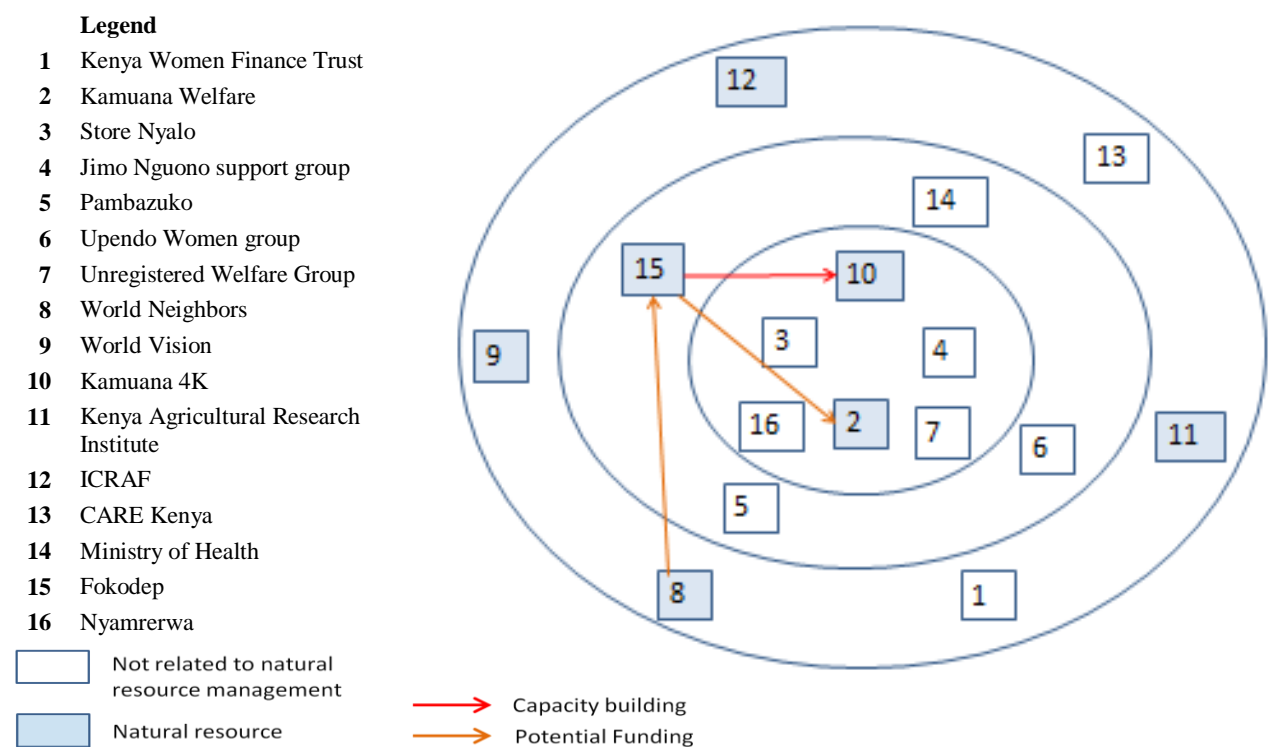 Legend
1 Kenya Women Finance Trust
2 Kamuana Welfare
3 Store Nyalo
4 Jimo Nguono support group
5 Pambazuko
6 Upendo Women group
7 Unregistered Welfare Group
8 World Neighbors
9 World Vision
10 Kamuana 4K
11 Kenya Agricultural Research
Institute
12 ICRAF
13 CARE Kenya
14 Ministry of Health
15 Fokodep
16 Nyamrerwa
Not related to natural
resource management
Natural resource
12
13
14
15
10
3
4
9
16
2
7
6
11
5
8
1
Capacity building
Potential Funding